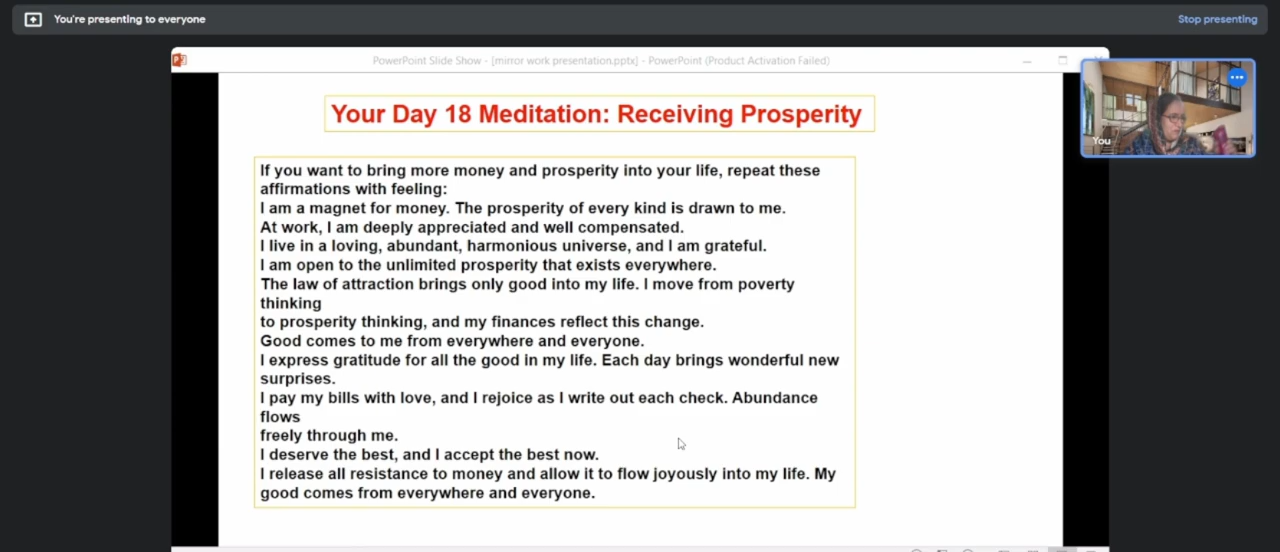 You're presenting to everyone
Stop presenting
PowerPoint Slide Show - [mirror work presentation.pptx] - PowerPoint (Product Activation Failed)
Your Day 18 Meditation: Receiving Prosperity
You
If you want to bring more money and prosperity into your life, repeat these
affirmations with feeling:
I am a magnet for money. The prosperity of every kind is drawn to me.
At work, I am deeply appreciated and well compensated.
I live in a loving, abundant, harmonious universe, and I am grateful.
I am open to the unlimited prosperity that exists everywhere.
The law of attraction brings only good into my life. I move from poverty
thinking
to prosperity thinking, and my finances reflect this change.
Good comes to me from everywhere and everyone.
I express gratitude for all the good in my life. Each day brings wonderful new
surprises.
I pay my bills with love, and I rejoice as I write out each check. Abundance
flows
freely through me.
I deserve the best, and I accept the best now.
I release all resistance to money and allow it to flow joyously into my life. My
good comes from everywhere and everyone.